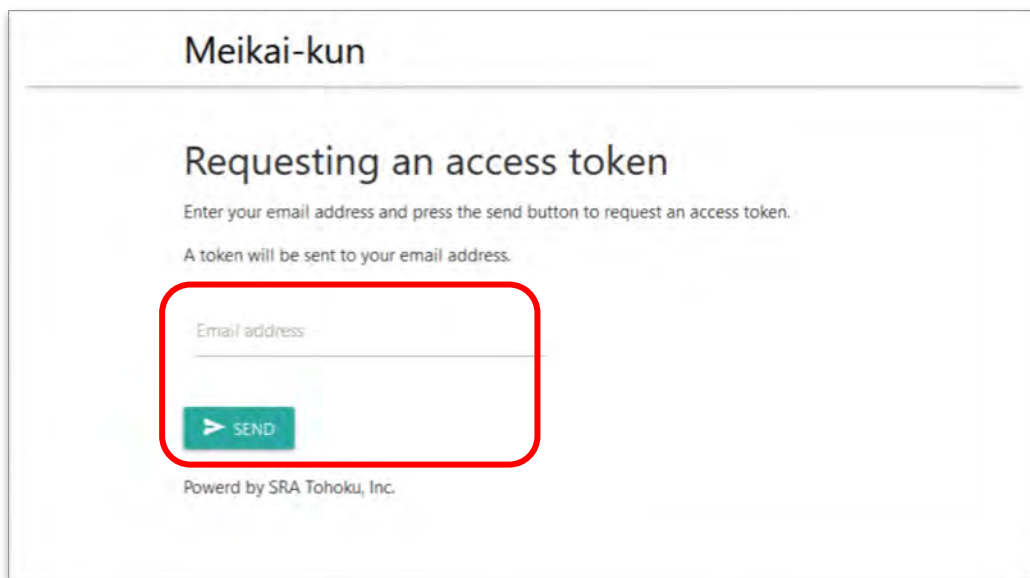 Meikai-kun
Requesting an access token
Enter your email address and press the send button to request an access token.
A token will be sent to your email address.
Email address
SEND
Powerd by SRA Tohoku, Inc.